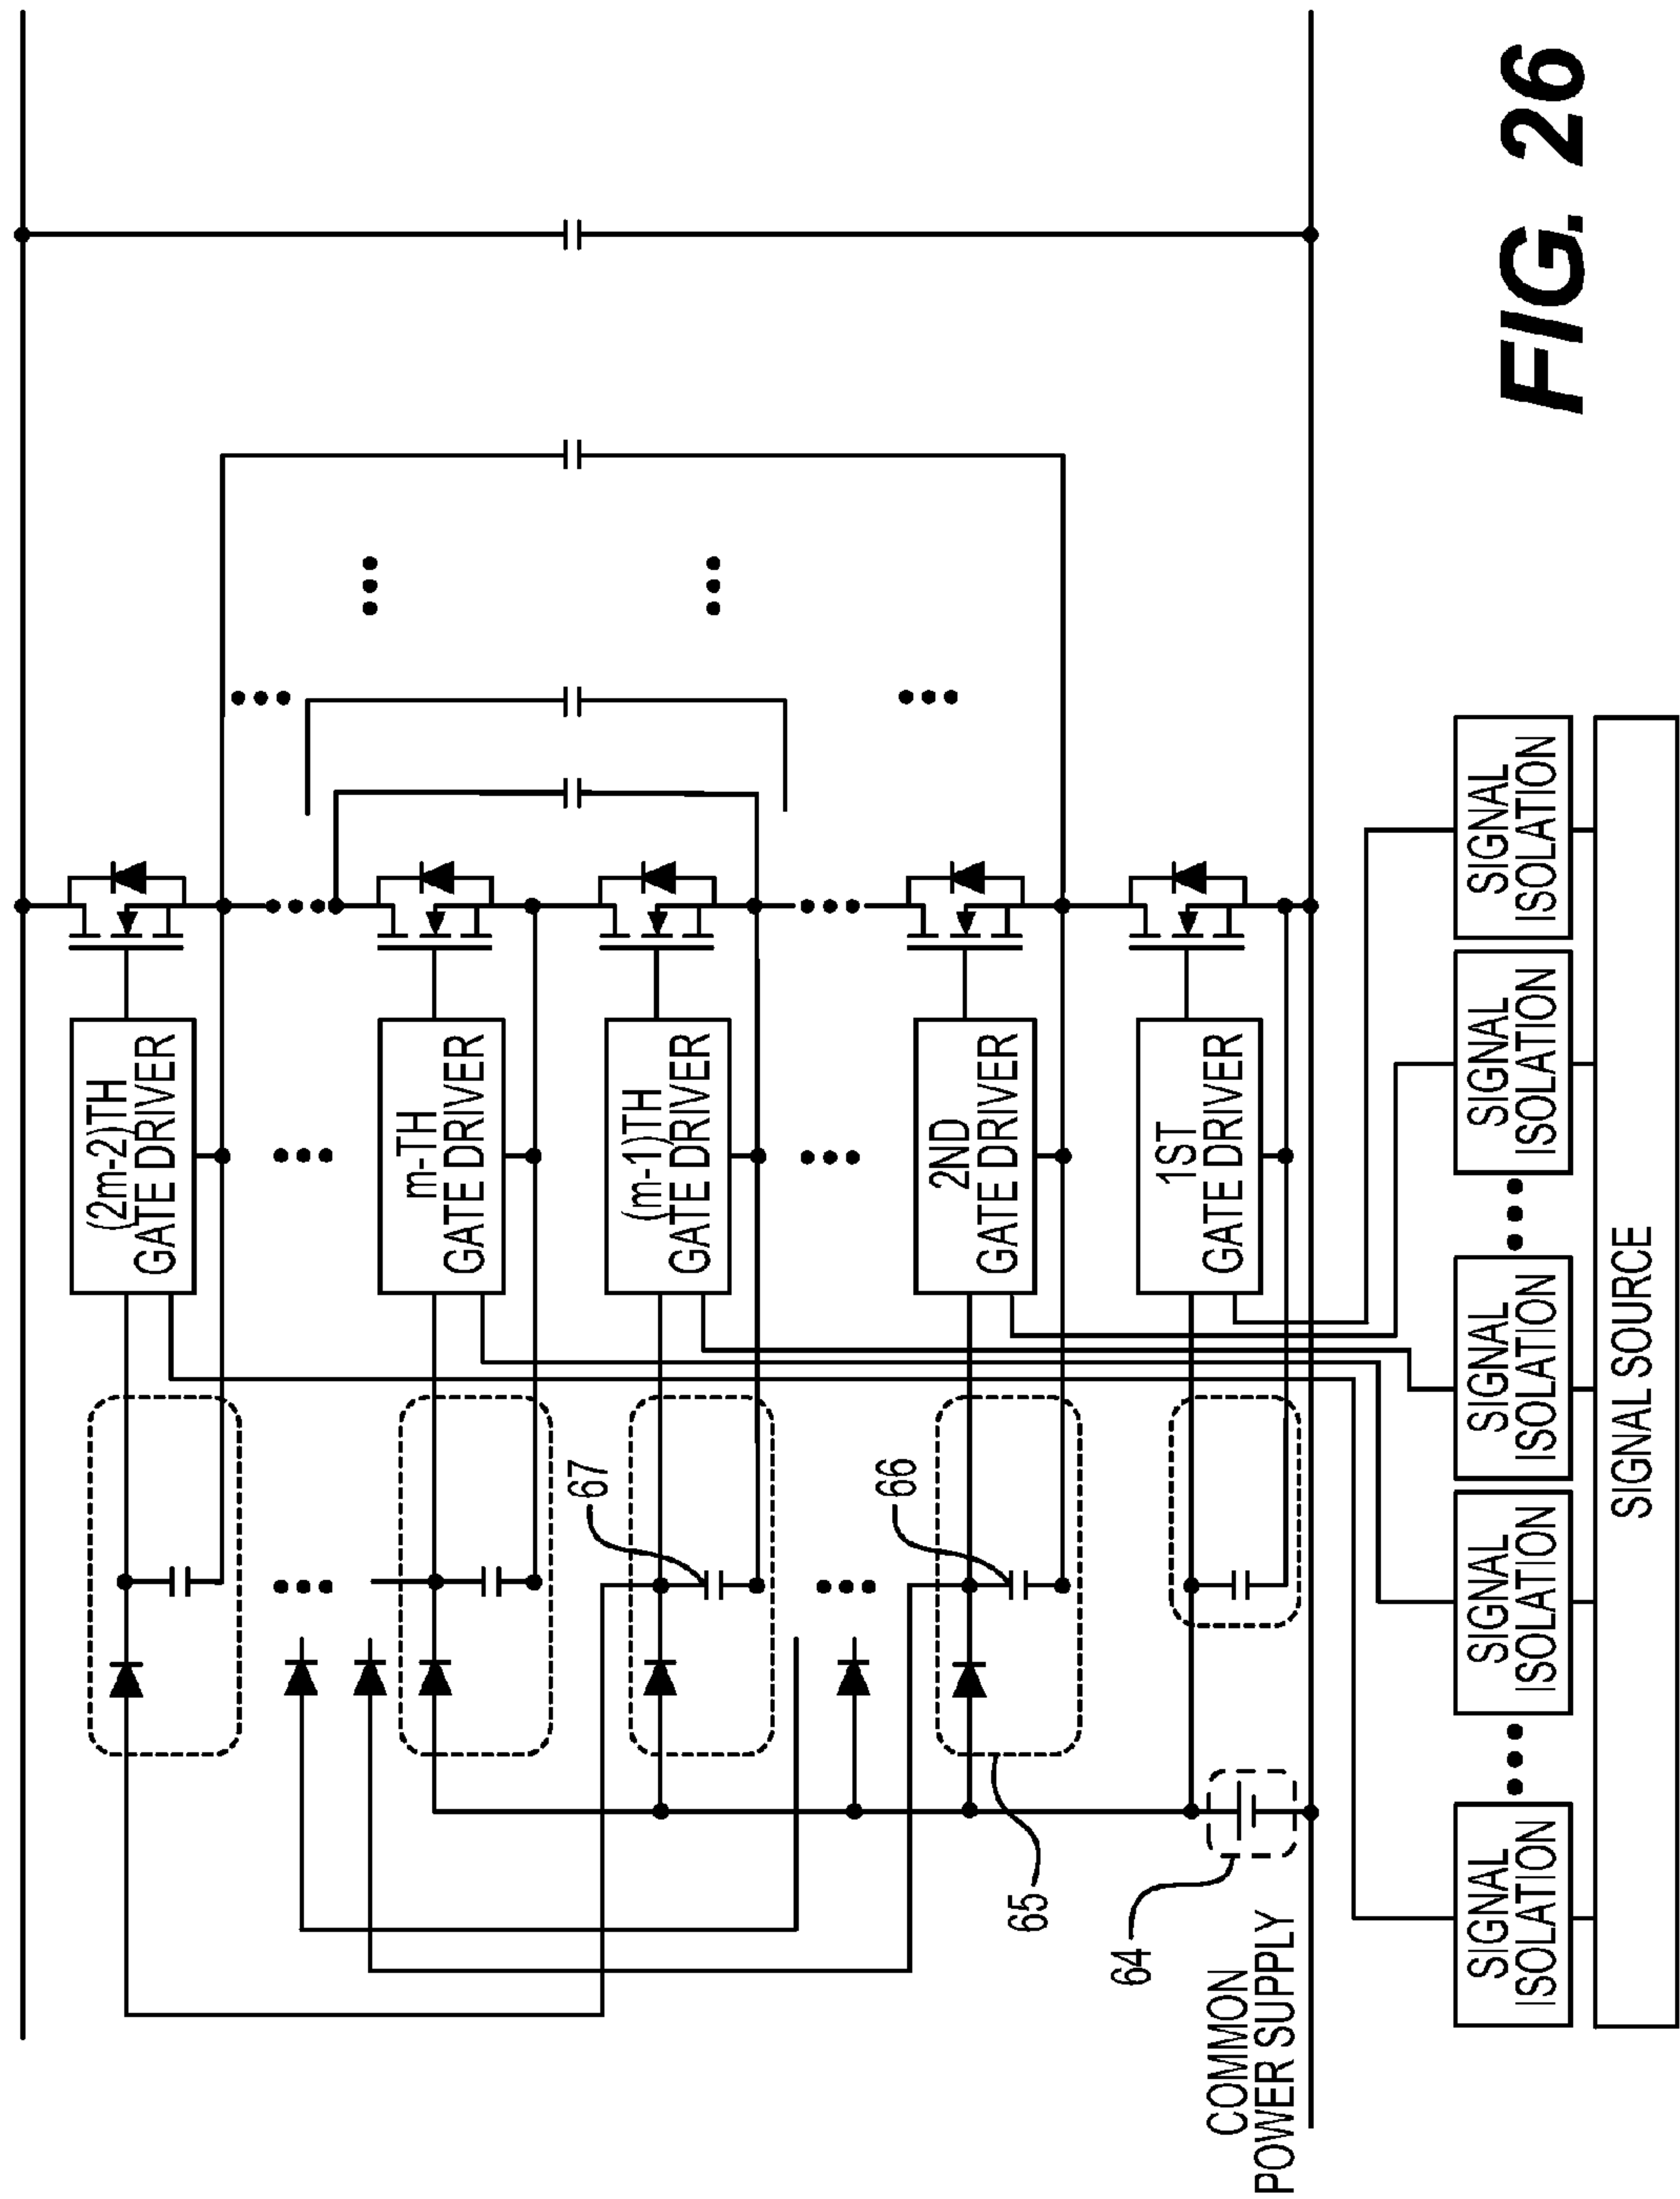 (2m-2)TH
GATE DRIVER
m-TH
GATE DRIVER
(m-1)TH
GATE DRIVER
2ND
GATE DRIVER
1ST
GATE DRIVER
67
66
65
64
COMMON
POWER SUPPLY
SIGNAL
ISOLATION
SIGNAL
ISOLATION
SIGNAL
ISOLATION
SIGNAL
ISOLATION
SIGNAL
ISOLATION
SIGNAL SOURCE
FIG. 26